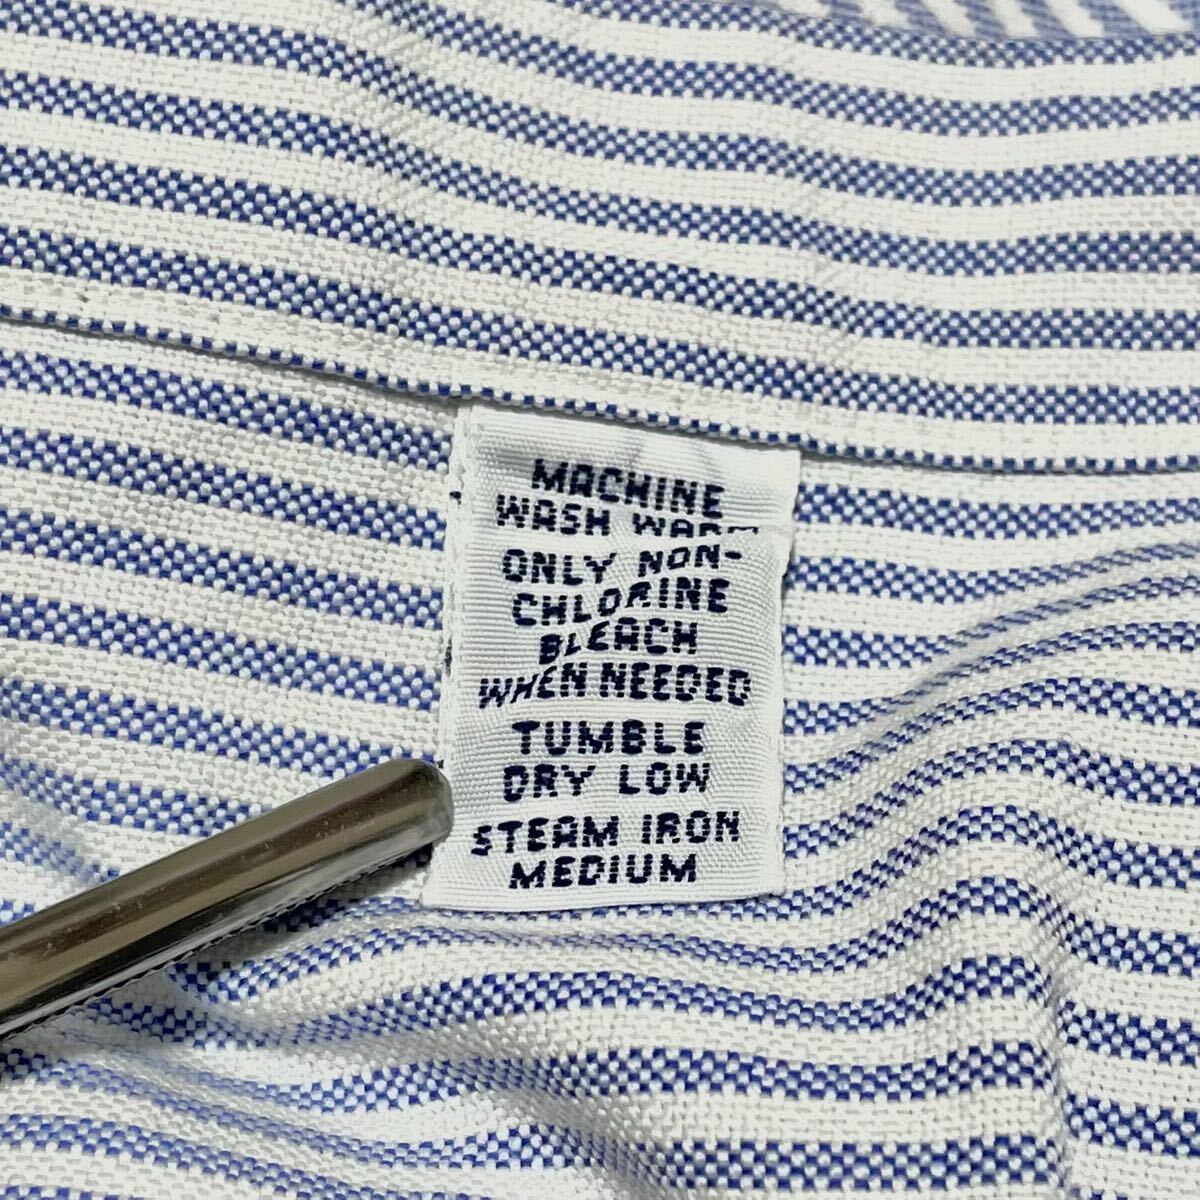 MACHINE
WASH WARM
ONLY NON-
CHLORINE
BLEACH
WHEN NEEDED
TUMBLE
DRY LOW
STEAM IRON
MEDIUM